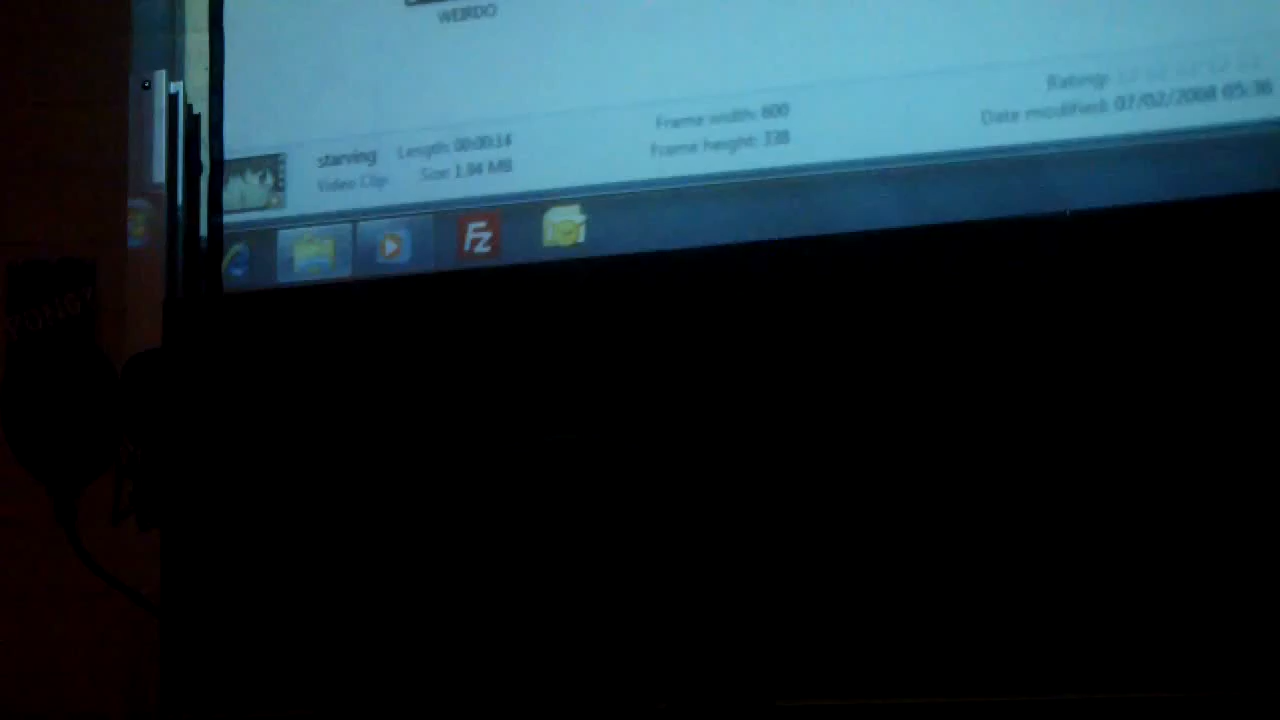 WEIRDO
starving
Video Clip
Length: 00:00:14
Size: 1.94 MB
Frame width: 600
Frame height: 338
Rating:
Date modified: 07/02/2008 05:36
FZ